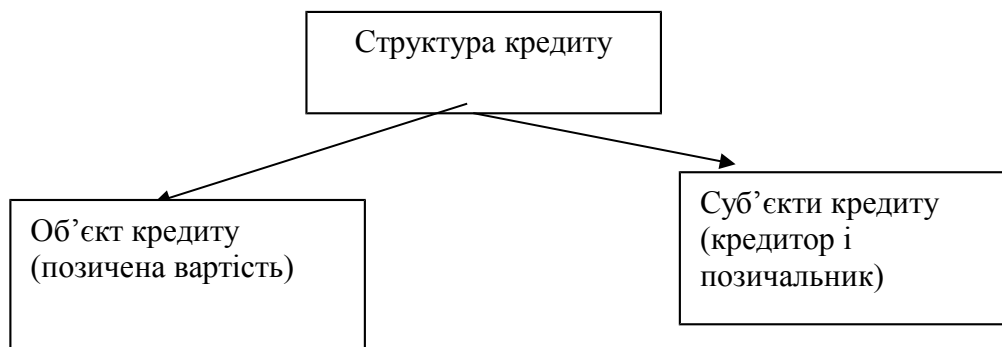 Структура кредиту
Об’єкт кредиту
(позичена вартість)
Суб’єкти кредиту
(кредитор і
позичальник)